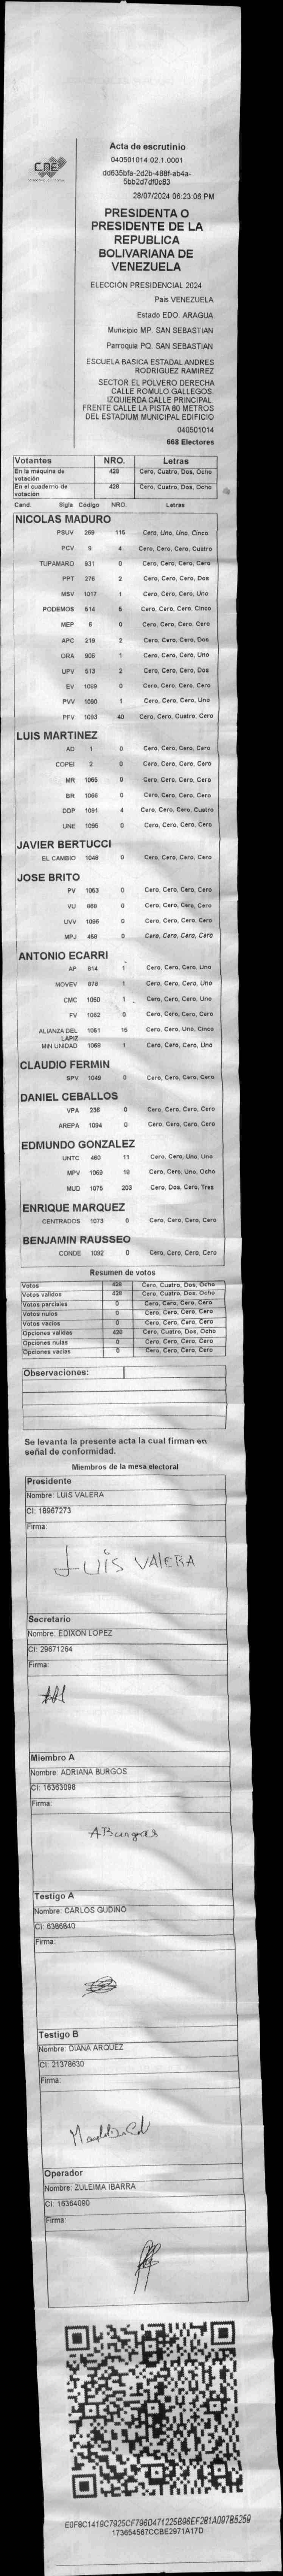 CNE
Acta de escrutinio
040501014.02.1.0001
dd635bfa-2d2b-488f-ab4a-
5bb2d7df0c83
28/07/2024 06:23:06 PM
PRESIDENTA O
PRESIDENTE DE LA
REPUBLICA
BOLIVARIANA DE
VENEZUELA
ELECCIÓN PRESIDENCIAL 2024
Pais VENEZUELA
Estado EDO. ARAGUA
Municipio MP. SAN SEBASTIAN
Parroquia PQ. SAN SEBASTIAN
ESCUELA BASICA ESTADAL ANDRES
RODRIGUEZ RAMIREZ
SECTOR EL POLVERO DERECHA
CALLE ROMULO GALLEGOS.
IZQUIERDA CALLE PRINCIPAL.
FRENTE CALLE LA PISTA 80 METROS
DEL ESTADIUM MUNICIPAL EDIFICIO
040501014
668 Electores
Votantes NRO. Letras
En la maquina de votación 428 Cero, Cuatro, Dos, Ocho
En el cuaderno de votación 428 Cero, Cuatro, Dos, Ocho
Cand. Sigla Código NRO. Letras
NICOLAS MADURO
PSUV 269 115 Cero, Uno, Uno, Cinco
PCV 9 4 Cero, Cero, Cero, Cuatro
TUPAMARO 931 0 Cero, Cero, Cero, Cero
PPT 276 2 Cero, Cero, Cero, Dos
MSV 1017 1 Cero, Cero, Cero, Uno
PODEMOS 514 5 Cero, Cero, Cero, Cinco
MEP 6 0 Cero, Cero, Cero, Cero
APC 219 2 Cero, Cero, Cero, Dos
ORA 906 1 Cero, Cero, Cero, Uno
UPV 513 2 Cero, Cero, Cero, Dos
EV 1089 0 Cero, Cero, Cero, Cero
PVV 1090 1 Cero, Cero, Cero, Uno
PFV 1093 40 Cero, Cero, Cuatro, Cero
LUIS MARTINEZ
AD 1 0 Cero, Cero, Cero, Cero
COPEI 2 0 Cero, Cero, Cero, Cero
MR 1065 0 Cero, Cero, Cero, Cero
BR 1066 0 Cero, Cero, Cero, Cero
DDP 1091 4 Cero, Cero, Cero, Cuatro
UNE 1095 0 Cero, Cero, Cero, Cero
JAVIER BERTUCCI
EL CAMBIO 1048 0 Cero, Cero, Cero, Cero
JOSE BRITO
PV 1053 0 Cero, Cero, Cero, Cero
VU 0 Cero, Cero, Cero, Cero
UVV 1096 0 Cero, Cero, Cero, Cero
MPJ 459 0 Cero, Cero, Cero, Cero
ANTONIO ECARRI
AP 814 1 Cero, Cero, Cero, Uno
MOVEV 876 1 Cero, Cero, Cero, Uno
CMC 1050 1 Cero, Cero, Cero, Uno
FV 1052 0 Cero, Cero, Cero, Cero
ALIANZA DEL 1061 15 Cero, Cero, Uno, Cinco
LAPIZ
MIN UNIDAD 1068 1 Cero, Cero, Cero, Uno
CLAUDIO FERMIN
SPV 1049 0 Cero, Cero, Cero, Cero
DANIEL CEBALLOS
VPA 236 0 Cero, Cero, Cero, Cero
AREPA 1094 0 Cero, Cero, Cero, Cero
EDMUNDO GONZALEZ
UNTC 460 11 Cero, Cero, Uno, Uno
MPV 1069 18 Cero, Cero, Uno, Ocho
MUD 1075 203 Cero, Dos, Cero, Tres
ENRIQUE MARQUEZ
CENTRADOS 1073 0 Cero, Cero, Cero, Cero
BENJAMIN RAUSSEO
CONDE 1092 0 Cero, Cero, Cero, Cero
Resumen de votos
Votos 428 Cero, Cuatro, Dos, Ocho
Votos validos 428 Cero, Cuatro, Dos, Ocho
Votos parciales 0 Cero, Cero, Cero, Cero
Votos nulos 0 Cero, Cero, Cero, Cero
Votos vacios 0 Cero, Cero, Cero, Cero
Opciones validas 428 Cero, Cuatro, Dos, Ocho
Opciones nulas 0 Cero, Cero, Cero, Cero
Opciones vacias 0 Cero, Cero, Cero, Cero
Observaciones:
Se levanta la presente acta la cual firman en
señal de conformidad.
Miembros de la mesa electoral
Presidente
Nombre: LUIS VALERA
CI: 18967273
Firma:
LUIS VALERA
Secretario
Nombre: EDIXON LOPEZ
CI: 29671264
Firma:
Miembro A
Nombre: ADRIANA BURGOS
CI: 16363098
Firma:
ABurgos
Testigo A
Nombre: CARLOS GUDIÑO
CI: 6386840
Firma:
Testigo B
Nombre: DIANA ARQUEZ
CI: 21378630
Firma:
Operador
Nombre: ZULEIMA IBARRA
CI: 16364090
Firma:
E0F8C1419C7925CF796D471225B96EF281A097B5259
173654567CCBE2971A17D